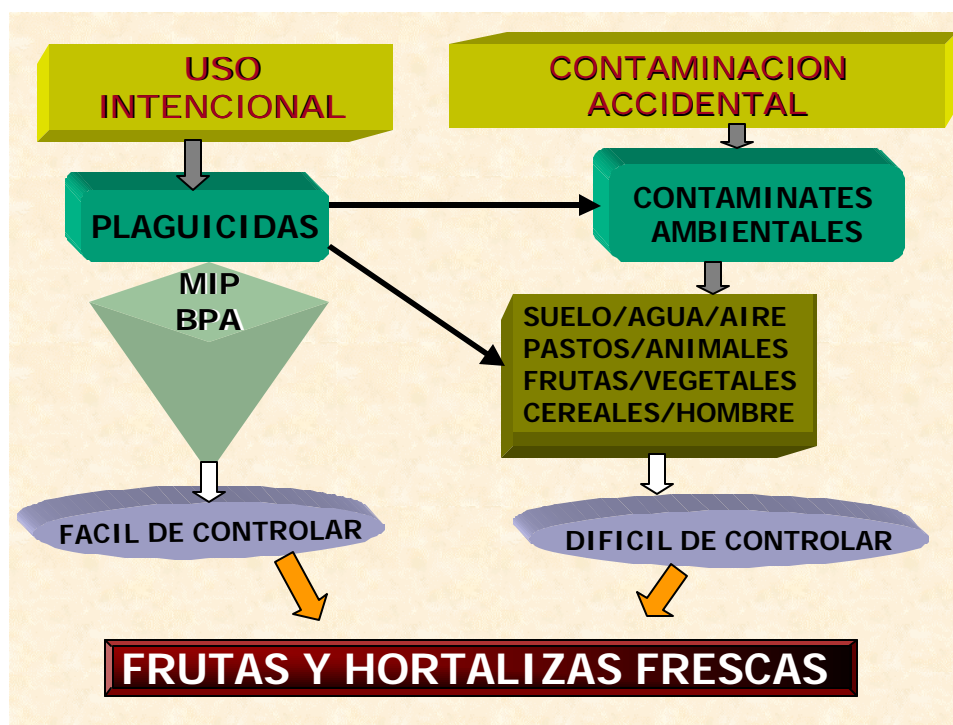 USO
INTENCIONAL
CONTAMINACION
ACCIDENTAL
PLAGUICIDAS
CONTAMINATES
AMBIENTALES
MIP
BPA
SUELO/AGUA/AIRE
PASTOS/ANIMALES
FRUTAS/VEGETALES
CEREALES/HOMBRE
FACIL DE CONTROLAR
DIFICIL DE CONTROLAR
FRUTAS Y HORTALIZAS FRESCAS